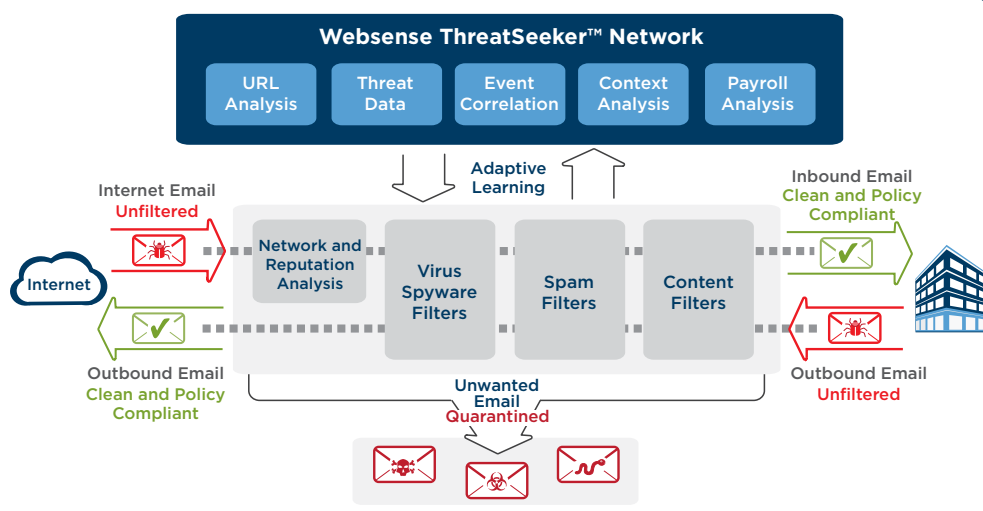 Websense ThreatSeeker™ Network
URL
Analysis
Threat
Data
Event
Correlation
Context
Analysis
Payroll
Analysis
Adaptive
Learning
Internet Email
Unfiltered
Inbound Email
Clean and Policy
Compliant
Network and
Reputation
Analysis
Virus
Spyware
Filters
Spam
Filters
Content
Filters
Internet
Outbound Email
Clean and Policy
Compliant
Outbound Email
Unfiltered
Unwanted
Email
Quarantined